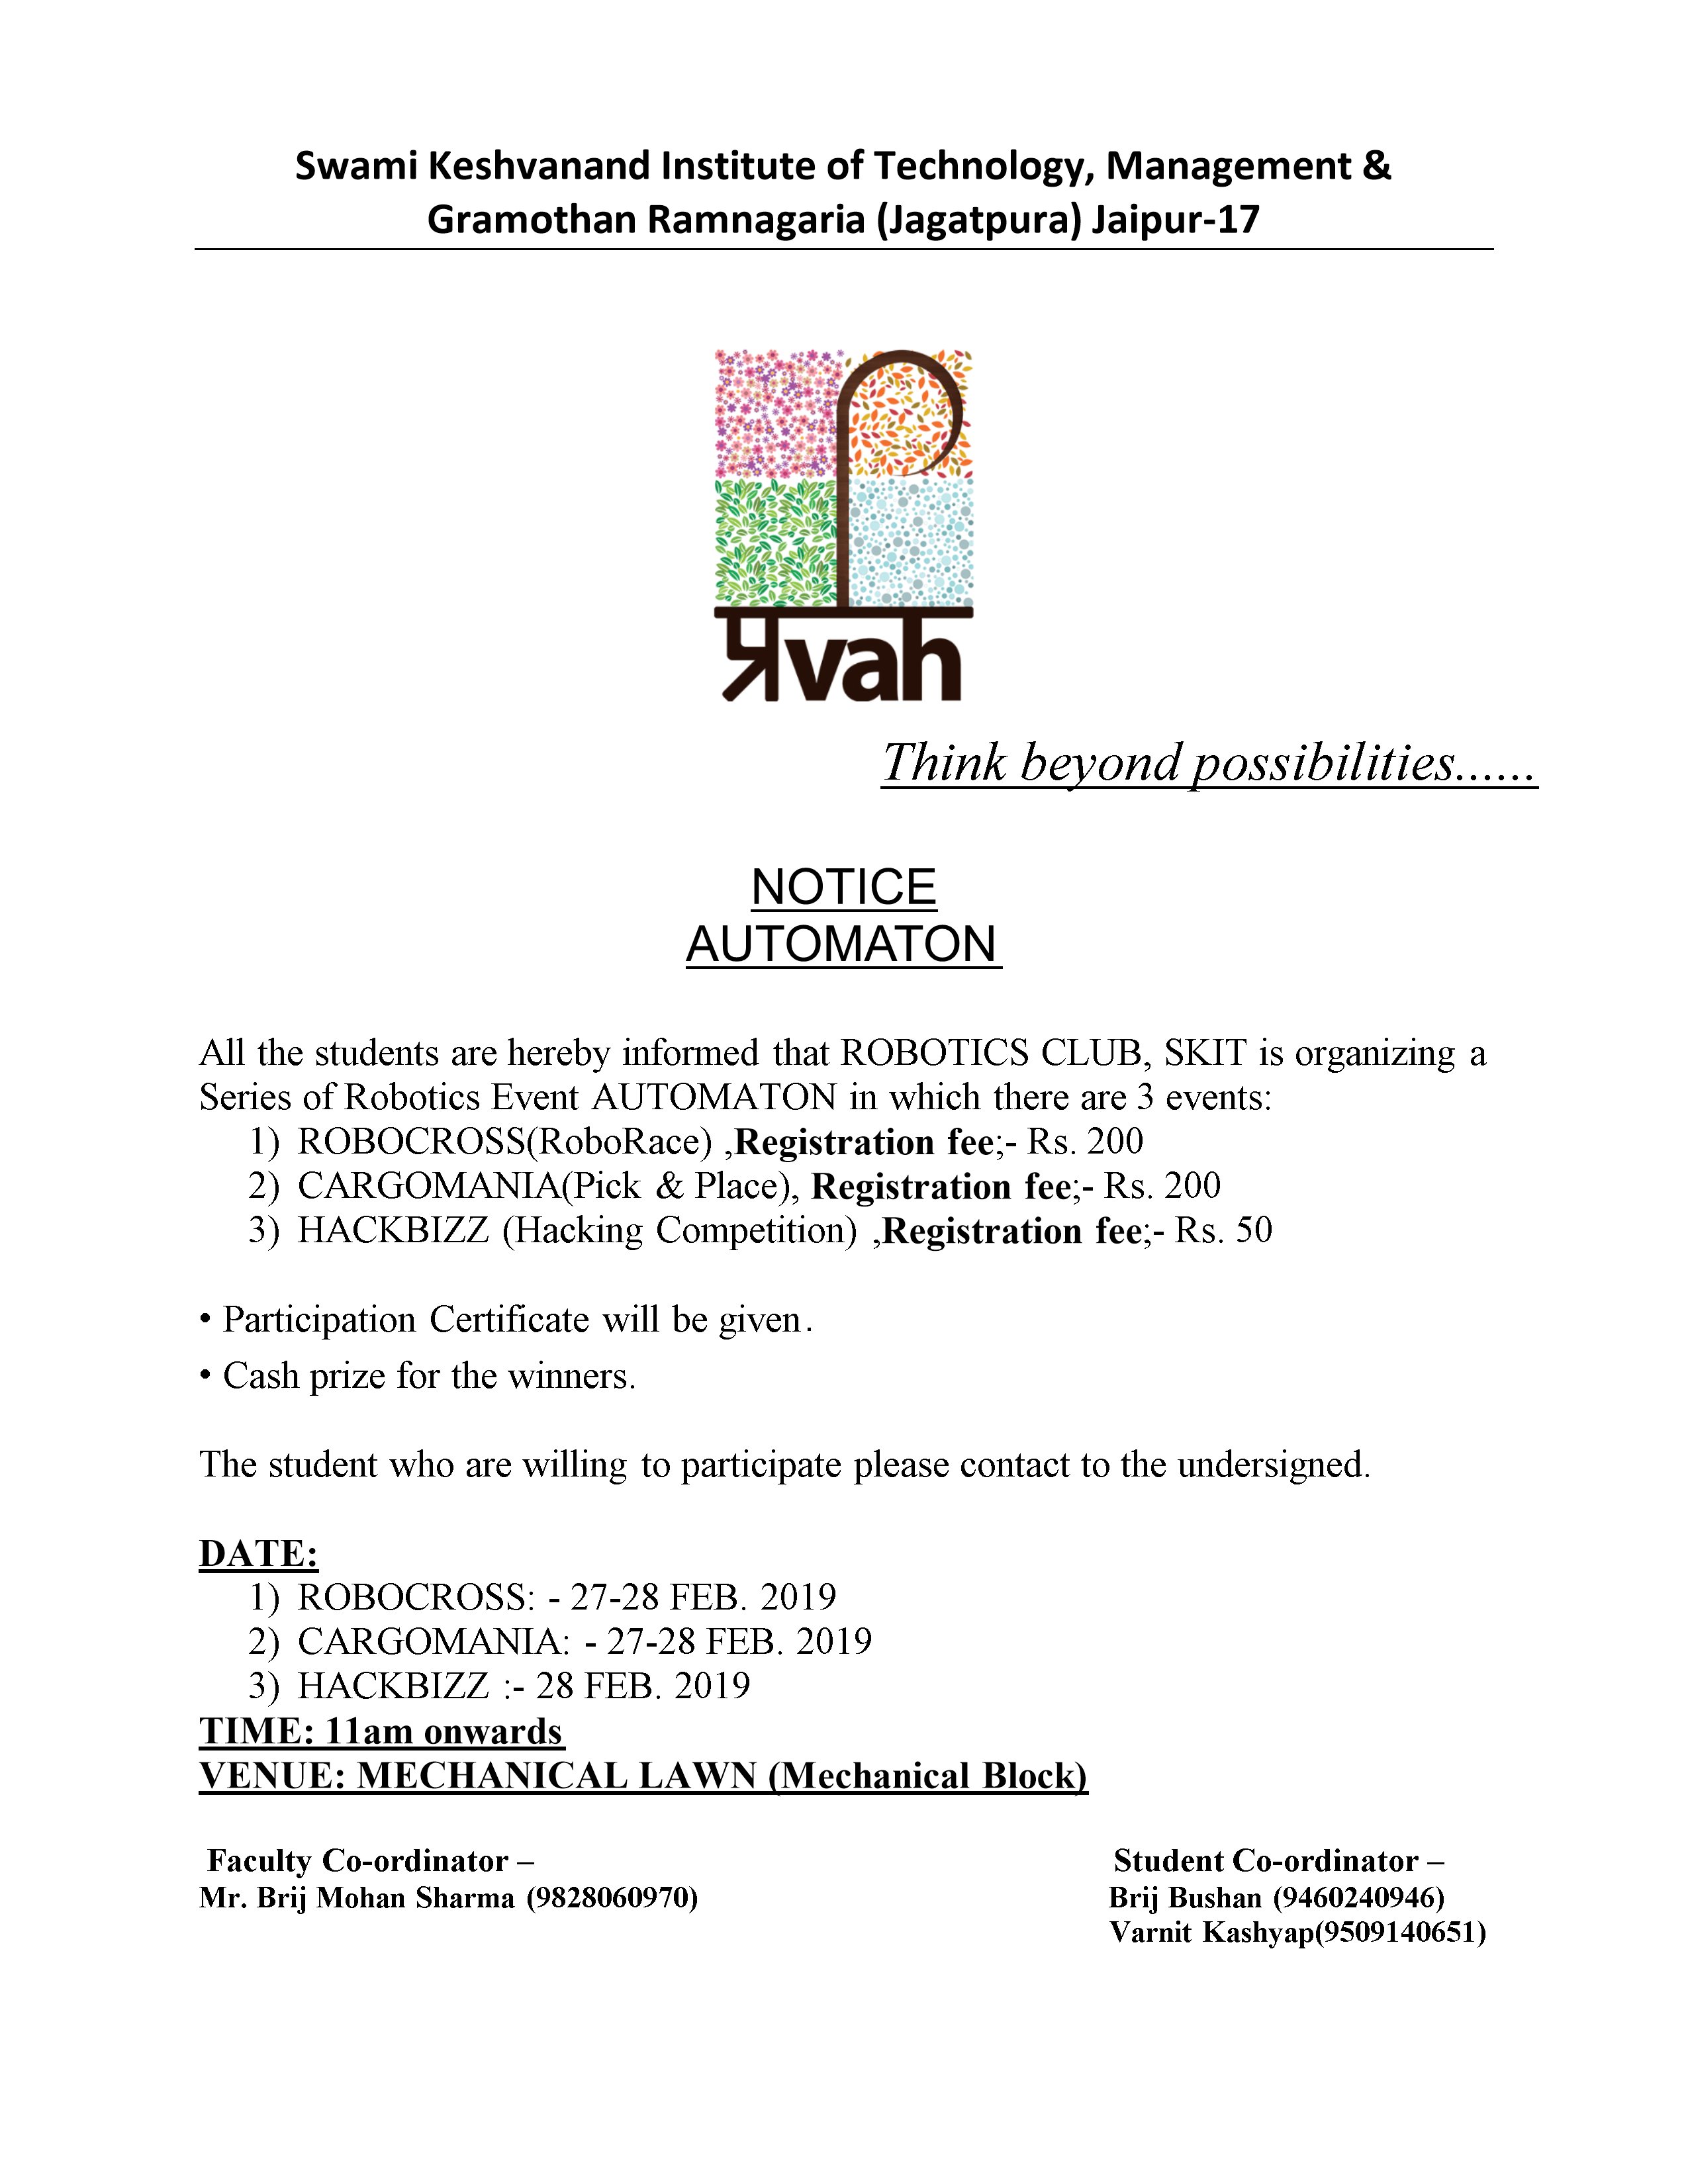 Swami Keshvanand Institute of Technology, Management &
Gramothan Ramnagaria (Jagatpura) Jaipur-17
प्रvah
Think beyond possibilities......
NOTICE
AUTOMATON
All the students are hereby informed that ROBOTICS CLUB, SKIT is organizing a
Series of Robotics Event AUTOMATON in which there are 3 events:
1) ROBOCROSS(RoboRace) ,Registration fee;- Rs. 200
2) CARGOMANIA(Pick & Place), Registration fee;- Rs. 200
3) HACKBIZZ (Hacking Competition) ,Registration fee;- Rs. 50
• Participation Certificate will be given.
• Cash prize for the winners.
The student who are willing to participate please contact to the undersigned.
DATE:
1) ROBOCROSS: - 27-28 FEB. 2019
2) CARGOMANIA: - 27-28 FEB. 2019
3) HACKBIZZ :- 28 FEB. 2019
TIME: 11am onwards
VENUE: MECHANICAL LAWN (Mechanical Block)
Faculty Co-ordinator –
Mr. Brij Mohan Sharma (9828060970)
Student Co-ordinator –
Brij Bushan (9460240946)
Varnit Kashyap(9509140651)